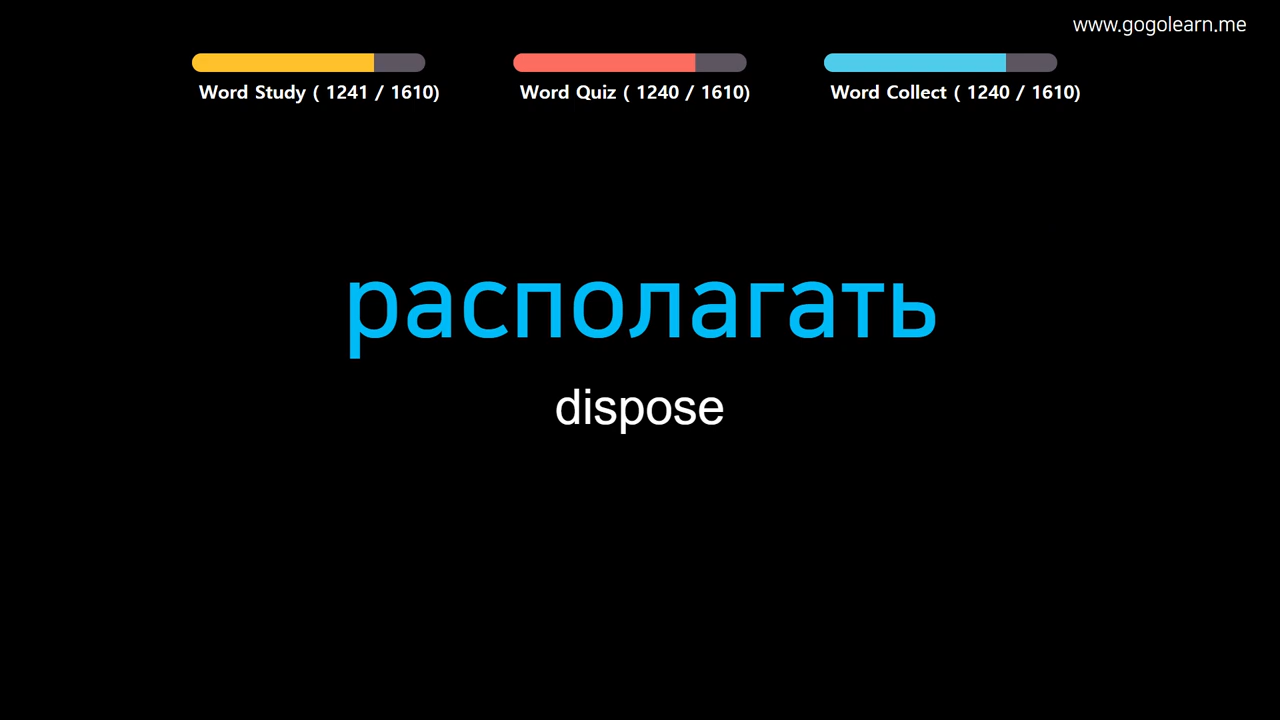 www.gogolearn.me
Word Study ( 1241 / 1610)
Word Quiz ( 1240 / 1610)
Word Collect ( 1240 / 1610)
располагать
dispose